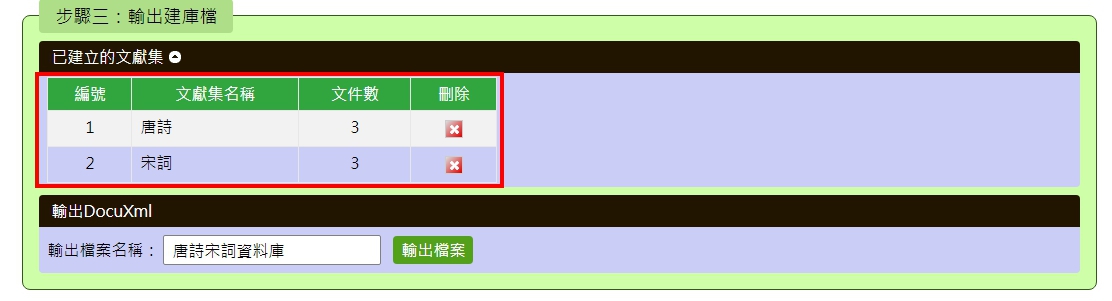 步驟三：輸出建庫檔
已建立的文獻集
編號 文獻集名稱 文件數 刪除
1 唐詩 3
2 宋詞 3
輸出DocuXml
輸出檔案名稱： 唐詩宋詞資料庫 輸出檔案